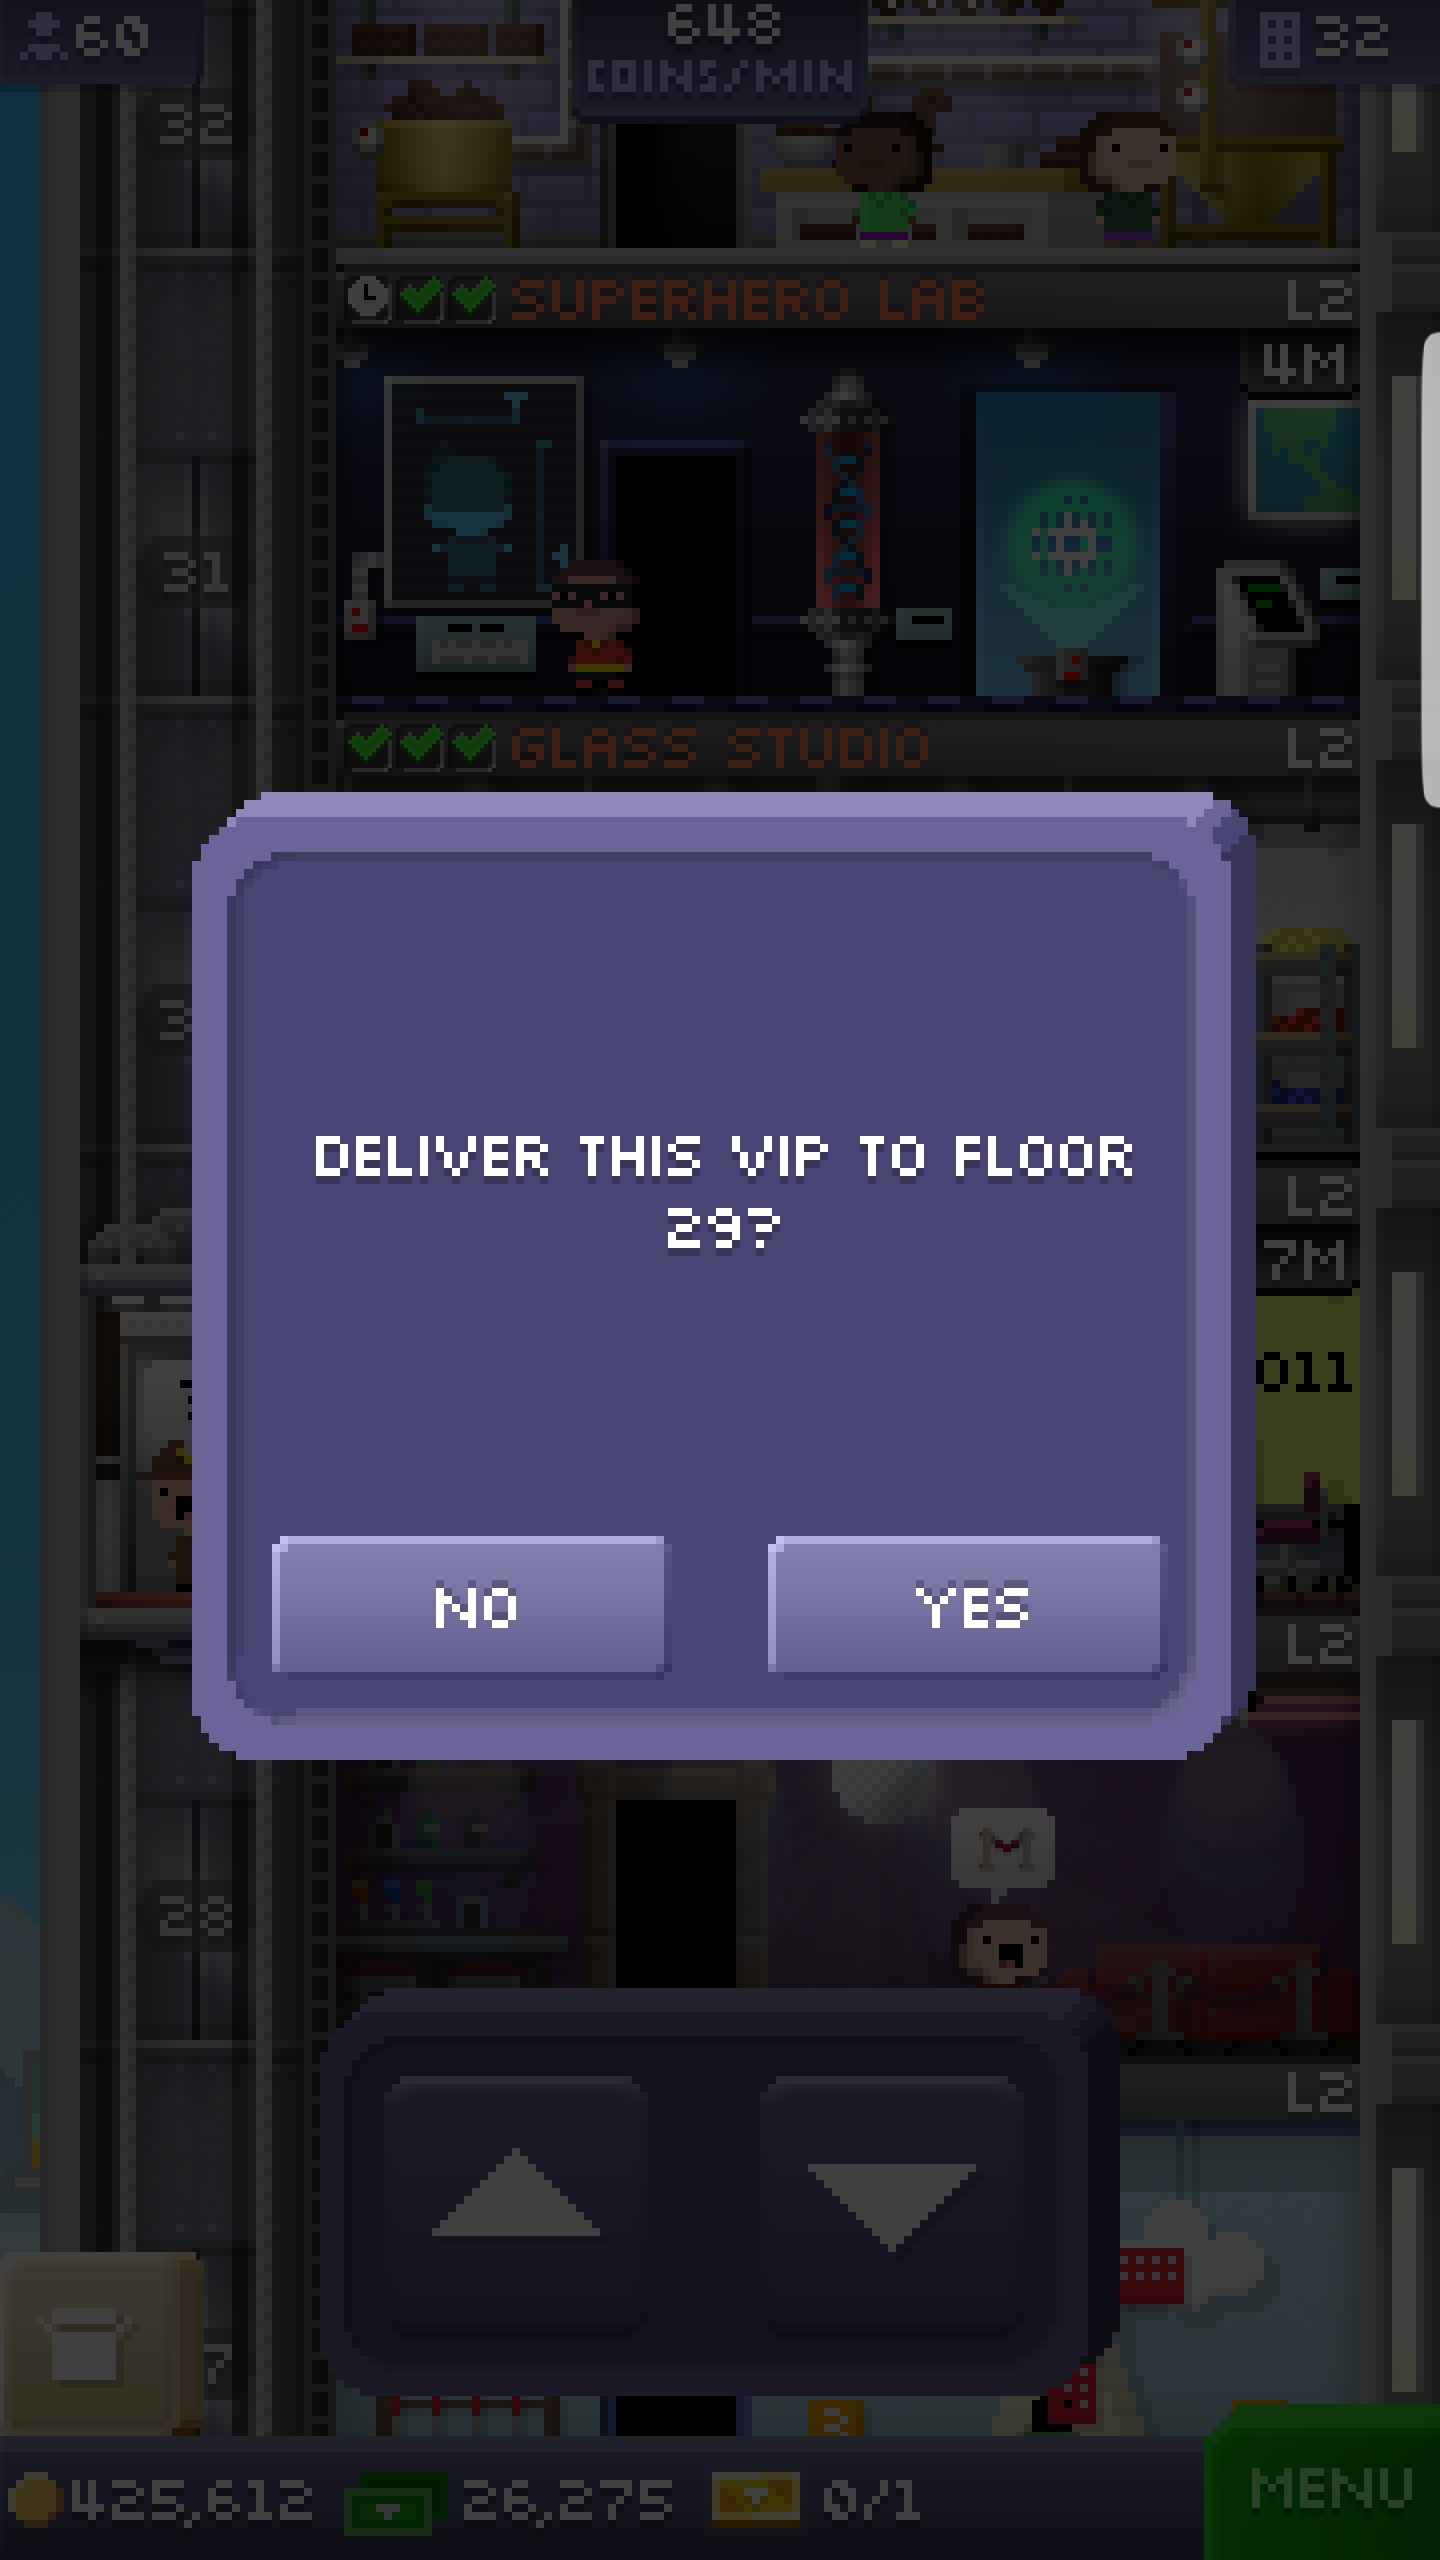 60
648
COINS/MIN
32
32
SUPERHERO LAB L2
4M
31
GLASS STUDIO L2
L2
7M
011
DELIVER THIS VIP TO FLOOR
29?
NO YES
L2
28
M
L2
425,612 26,275 0/1
MENU